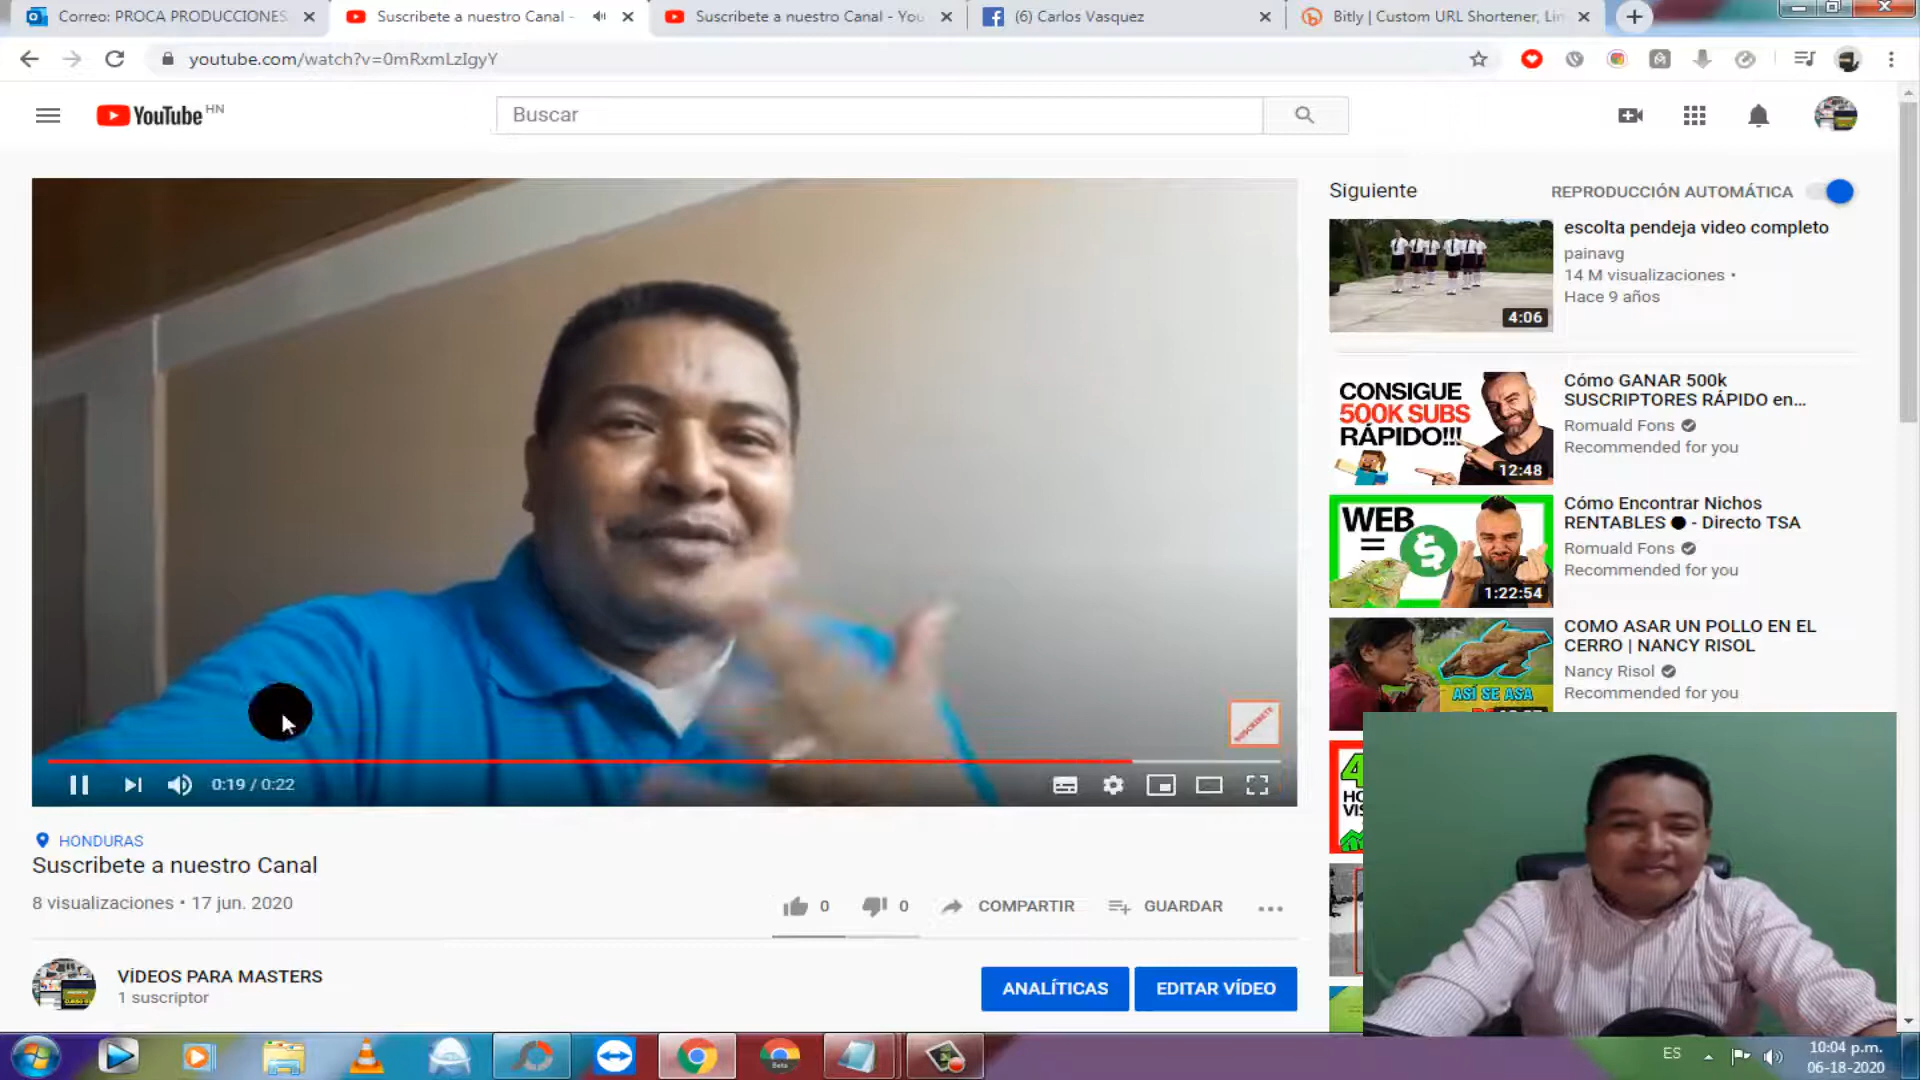 Correo: PROCA PRODUCCIONES
Suscribete a nuestro Canal -
Suscribete a nuestro Canal - You
(6) Carlos Vasquez
Bitly | Custom URL Shortener, Lin
youtube.com/watch?v=0mRxmLzIgyY
YouTube HN
Buscar
Siguiente
REPRODUCCIÓN AUTOMÁTICA
escolta pendeja video completo
painavg
14 M visualizaciones •
Hace 9 años
4:06
CONSIGUE
500K SUBS
RÁPIDO!!!
12:48
Cómo GANAR 500k
SUSCRIPTORES RÁPIDO en...
Romuald Fons
Recommended for you
WEB
=
$
1:22:54
Cómo Encontrar Nichos
RENTABLES ● - Directo TSA
Romuald Fons
Recommended for you
ASÍ SE ASA
COMO ASAR UN POLLO EN EL
CERRO | NANCY RISOL
Nancy Risol
Recommended for you
SUSCRIBETE
0:19 / 0:22
HONDURAS
Suscribete a nuestro Canal
8 visualizaciones • 17 jun. 2020
0
0
COMPARTIR
GUARDAR
VÍDEOS PARA MASTERS
1 suscriptor
ANALÍTICAS
EDITAR VÍDEO
Beta
ES
10:04 p.m.
06-18-2020